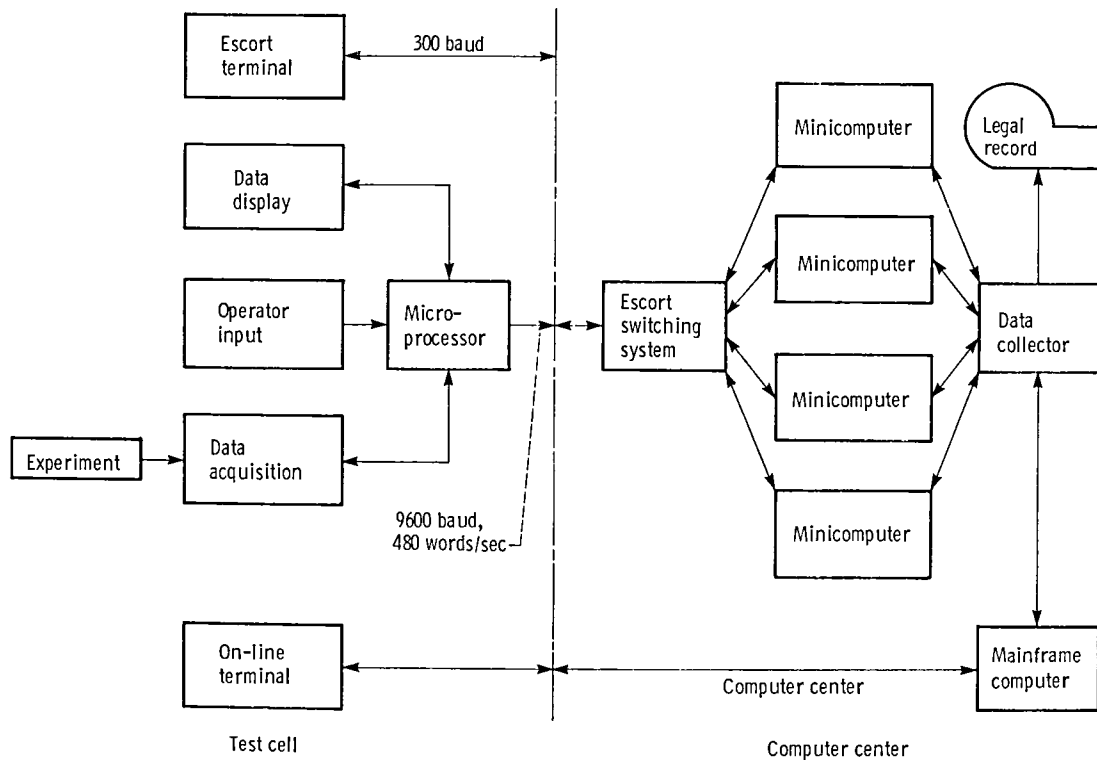 Escort
terminal
300 baud
Data
display
Operator
input
Micro-
processor
Experiment
Data
acquisition
9600 baud,
480 words/sec
On-line
terminal
Test cell
Minicomputer
Legal
record
Minicomputer
Escort
switching
system
Data
collector
Minicomputer
Minicomputer
Mainframe
computer
Computer center
Computer center